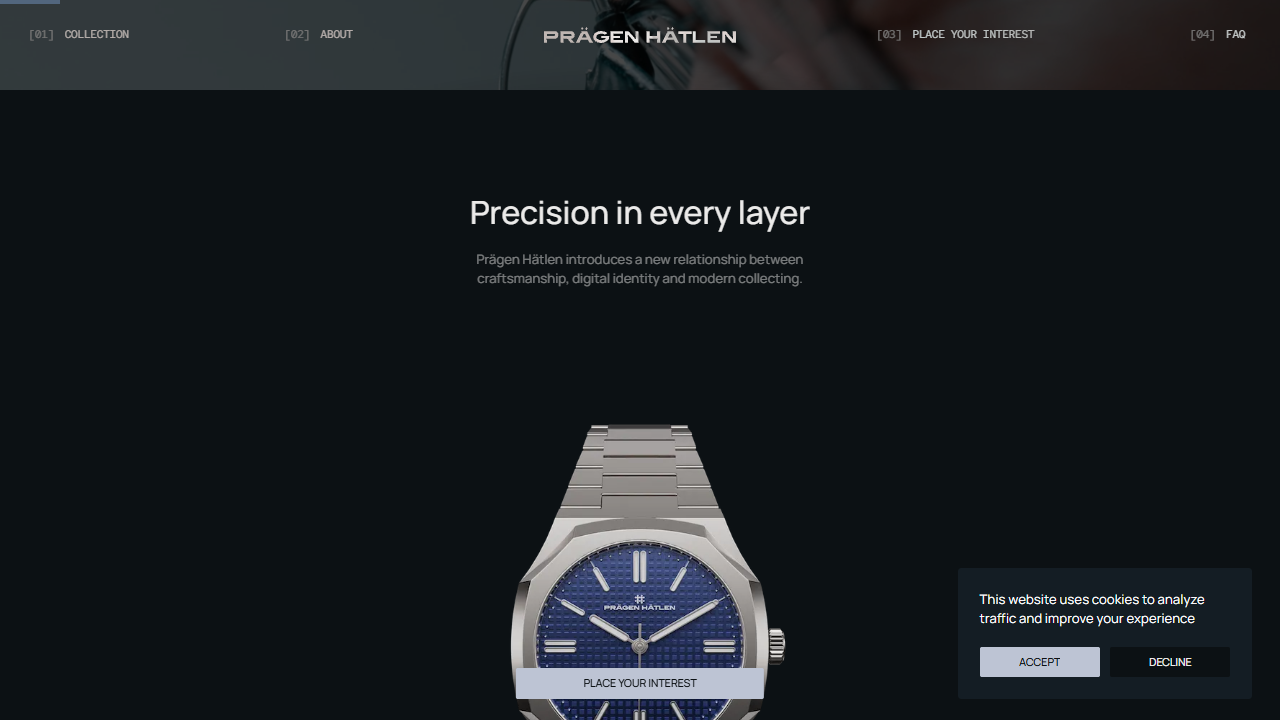 [01] COLLECTION
[02] ABOUT
PRÄGEN HÄTLEN
[03] PLACE YOUR INTEREST
[04] FAQ
Precision in every layer
Prägen Hätlen introduces a new relationship between
craftsmanship, digital identity and modern collecting.
PRÄGEN HÄTLEN
PLACE YOUR INTEREST
This website uses cookies to analyze
traffic and improve your experience
ACCEPT
DECLINE